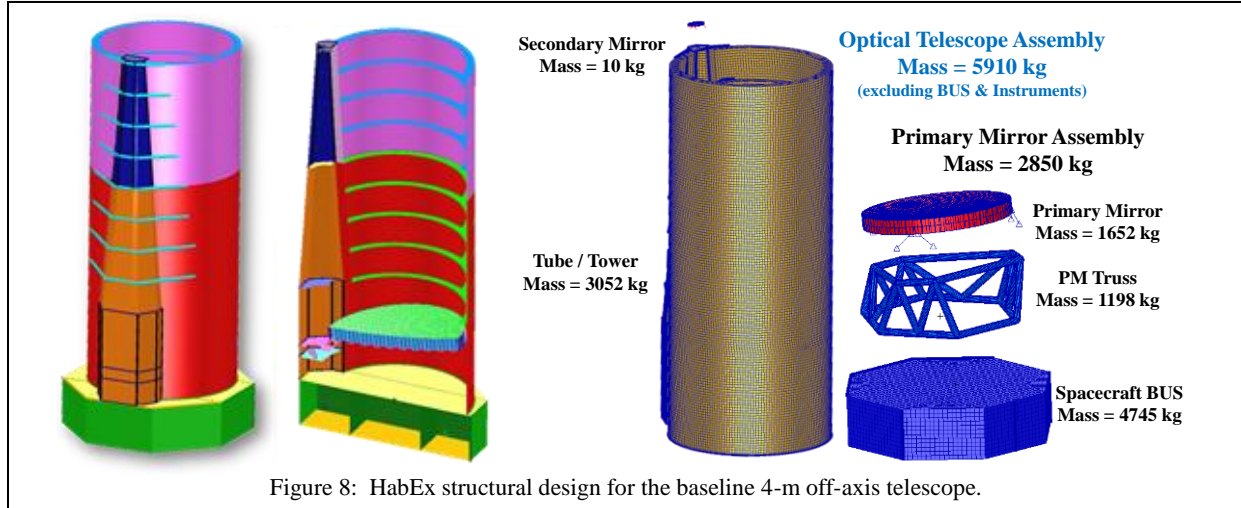 Secondary Mirror
Mass = 10 kg
Optical Telescope Assembly
Mass = 5910 kg
(excluding BUS & Instruments)
Primary Mirror Assembly
Mass = 2850 kg
Primary Mirror
Mass = 1652 kg
Tube / Tower
Mass = 3052 kg
PM Truss
Mass = 1198 kg
Spacecraft BUS
Mass = 4745 kg
Figure 8:  HabEx structural design for the baseline 4-m off-axis telescope.